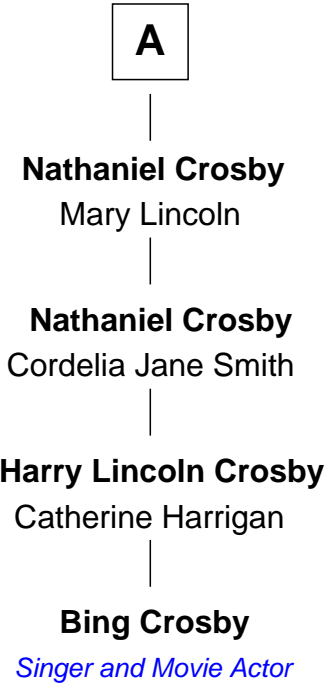 A
Nathaniel Crosby
Mary Lincoln
Nathaniel Crosby
Cordelia Jane Smith
Harry Lincoln Crosby
Catherine Harrigan
Bing Crosby
Singer and Movie Actor